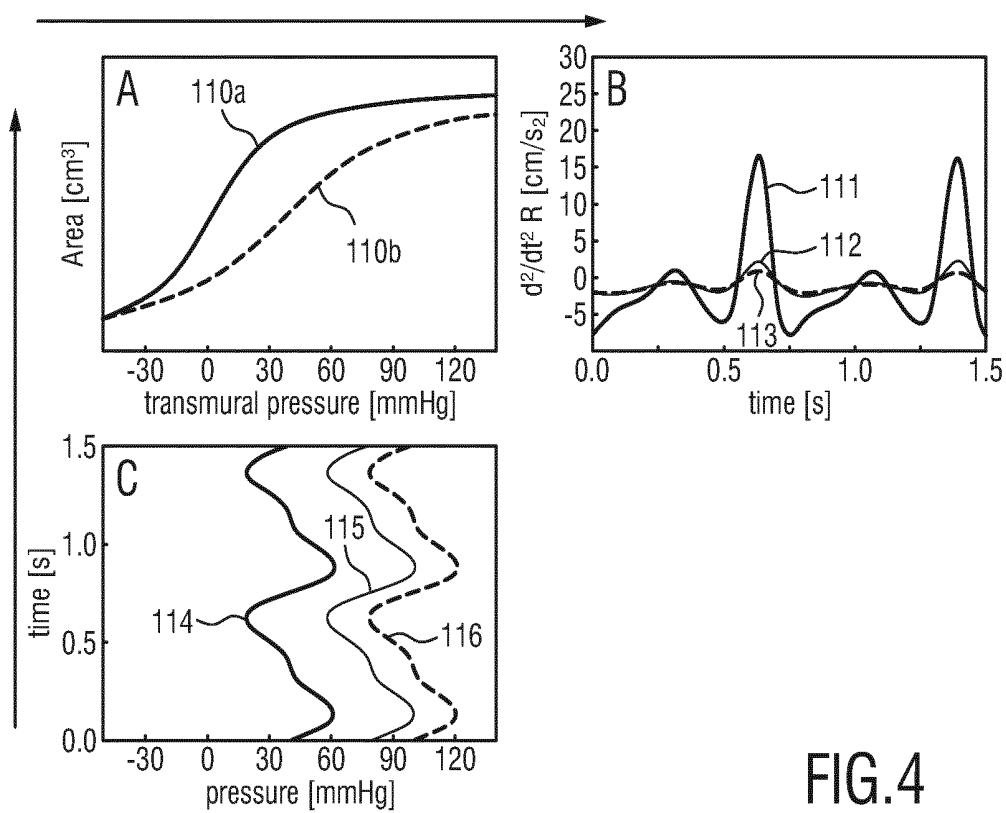 A
110a
110b
Area [cm³]
-30 0 30 60 90 120
transmural pressure [mmHg]
B
30
25
20
15
10
5
0
-5
d²/dt² R [cm/s₂]
111
112
113
0.0 0.5 1.0 1.5
time [s]
C
1.5
1.0
0.5
0.0
time [s]
114
115
116
-30 0 30 60 90 120
pressure [mmHg]
FIG.4